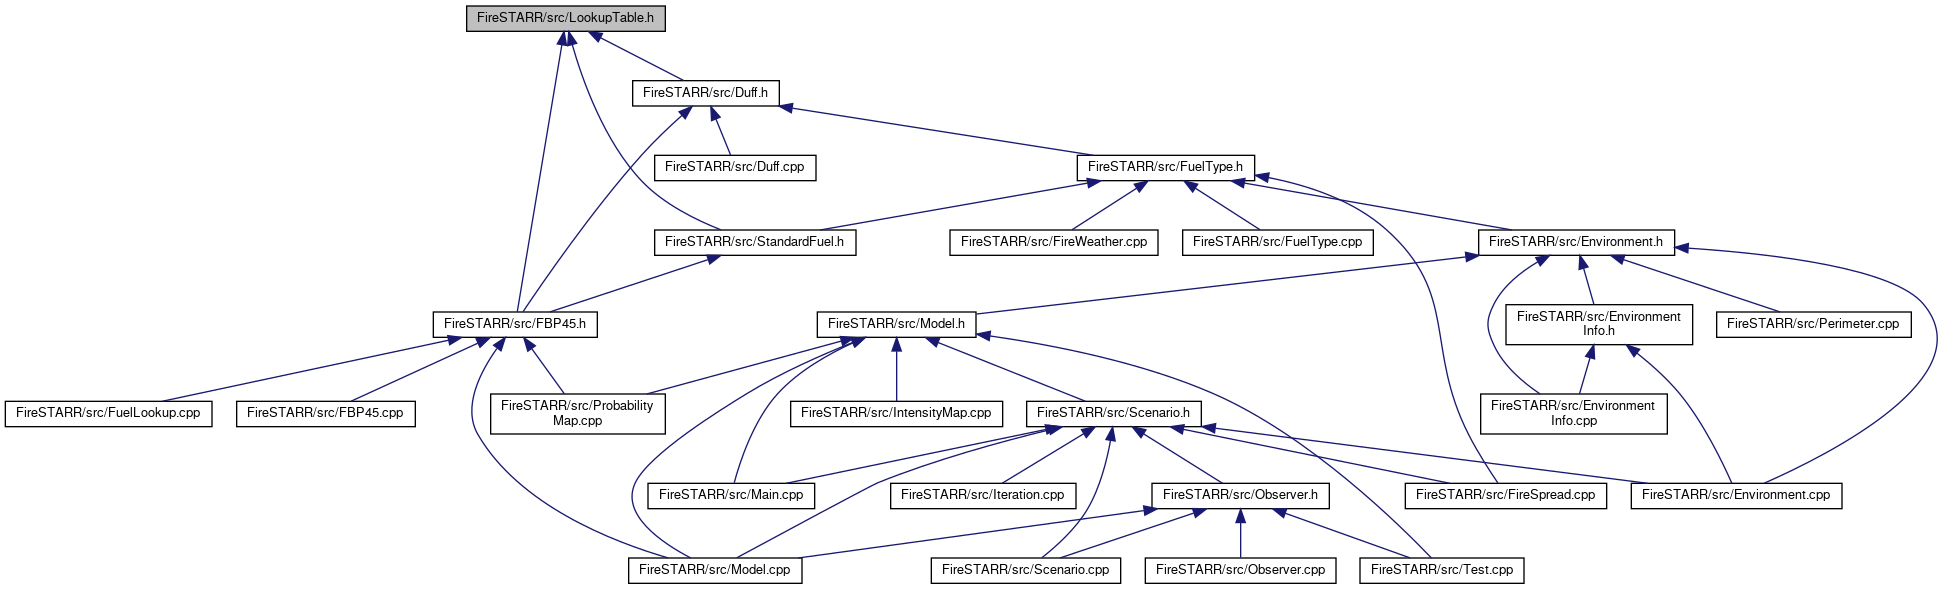 FireSTARR/src/LookupTable.h
FireSTARR/src/Duff.h
FireSTARR/src/Duff.cpp
FireSTARR/src/FuelType.h
FireSTARR/src/StandardFuel.h
FireSTARR/src/FireWeather.cpp
FireSTARR/src/FuelType.cpp
FireSTARR/src/Environment.h
FireSTARR/src/FBP45.h
FireSTARR/src/Model.h
FireSTARR/src/Environment
Info.h
FireSTARR/src/Perimeter.cpp
FireSTARR/src/FuelLookup.cpp
FireSTARR/src/FBP45.cpp
FireSTARR/src/Probability
Map.cpp
FireSTARR/src/IntensityMap.cpp
FireSTARR/src/Scenario.h
FireSTARR/src/Environment
Info.cpp
FireSTARR/src/Main.cpp
FireSTARR/src/Iteration.cpp
FireSTARR/src/Observer.h
FireSTARR/src/FireSpread.cpp
FireSTARR/src/Environment.cpp
FireSTARR/src/Model.cpp
FireSTARR/src/Scenario.cpp
FireSTARR/src/Observer.cpp
FireSTARR/src/Test.cpp